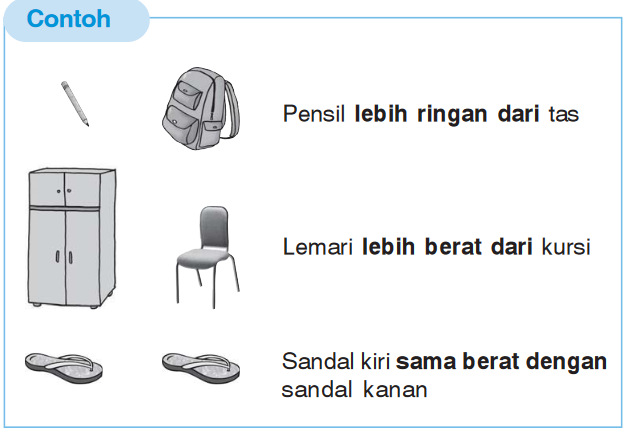 Contoh
Pensil lebih ringan dari tas
Lemari lebih berat dari kursi
Sandal kiri sama berat dengan
sandal kanan